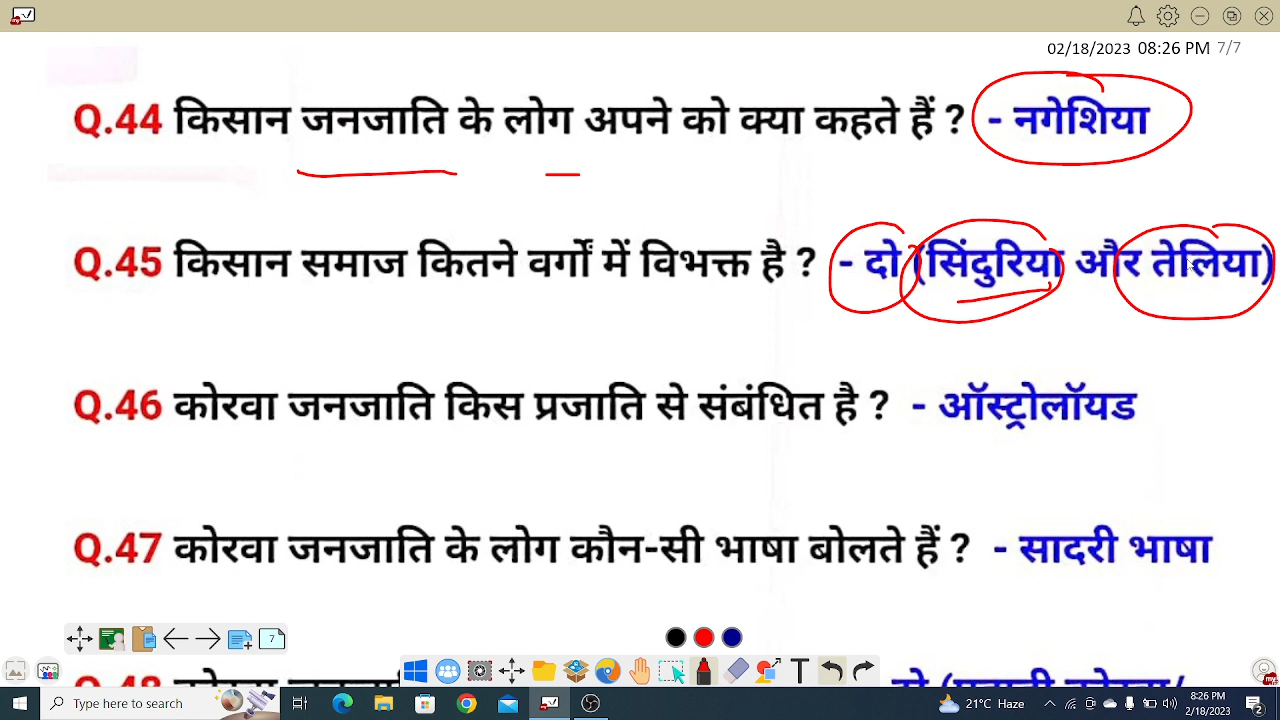 02/18/2023 08:26 PM 7/7
Q.44 किसान जनजाति के लोग अपने को क्या कहते हैं ? - नगेशिया
Q.45 किसान समाज कितने वर्गों में विभक्त है ? - दो (सिंदुरिया और तेलिया)
Q.46 कोरवा जनजाति किस प्रजाति से संबंधित है ? - ऑस्ट्रोलॉयड
Q.47 कोरवा जनजाति के लोग कौन-सी भाषा बोलते हैं ? - सादरी भाषा
7
Type here to search
21°C Haze
8:26 PM
2/18/2023